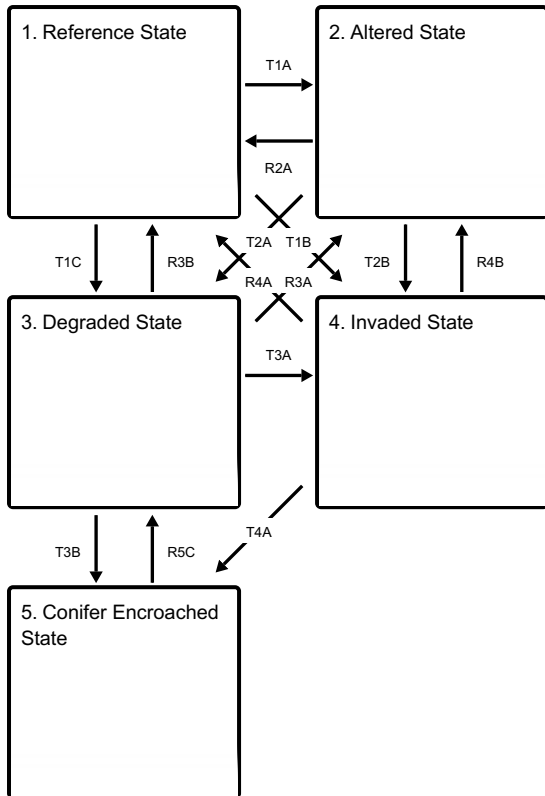 1. Reference State
2. Altered State
T1A
R2A
T2A
T1B
T1C
R3B
T2B
R4B
R4A
R3A
3. Degraded State
4. Invaded State
T3A
T3B
R5C
T4A
5. Conifer Encroached
State